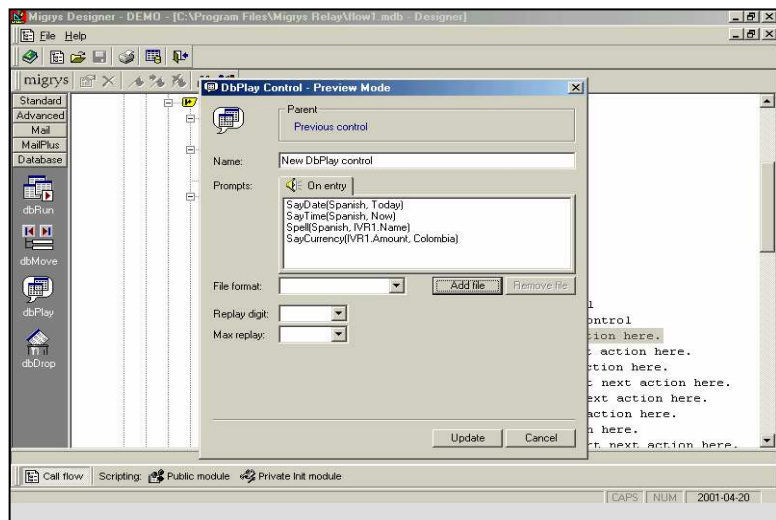 Migrys Designer - DEMO - [C:\Program Files\Migrys Relay\flow1.mdb - Designer]
File Help
migrys
Standard
Advanced
Mail
MailPlus
Database
dbRun
dbMove
dbPlay
dbDrop
DbPlay Control - Preview Mode
Parent
Previous control
Name: New DbPlay control
Prompts: On entry
SayDate(Spanish, Today)
SayTime(Spanish, Now)
Spell(Spanish, IVR1.Name)
SayCurrency(IVR1.Amount, Colombia)
File format: Add file Remove file
Replay digit:
Max replay:
Update Cancel
l
ontrol
tion here.
t action here.
ction here.
t next action here.
ext action here.
action here.
n here.
rt next action here.
Call flow Scripting: Public module Private Init module
CAPS NUM 2001-04-20